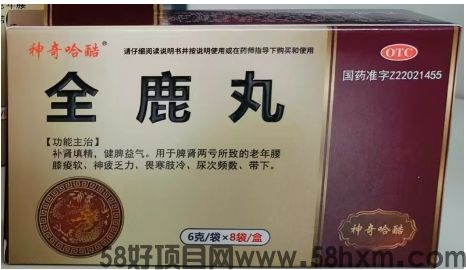 神奇哈酷®
请仔细阅读说明书并按说明使用或在药师指导下购买和使用
OTC
国药准字Z22021455
全鹿丸
【功能主治】
补肾填精，健脾益气。用于脾肾两亏所致的老年腰
膝痠软、神疲乏力、畏寒肢冷、尿次频数、带下。
6克/袋×8袋/盒
神奇哈酷
58好项目网www.58hxm.com